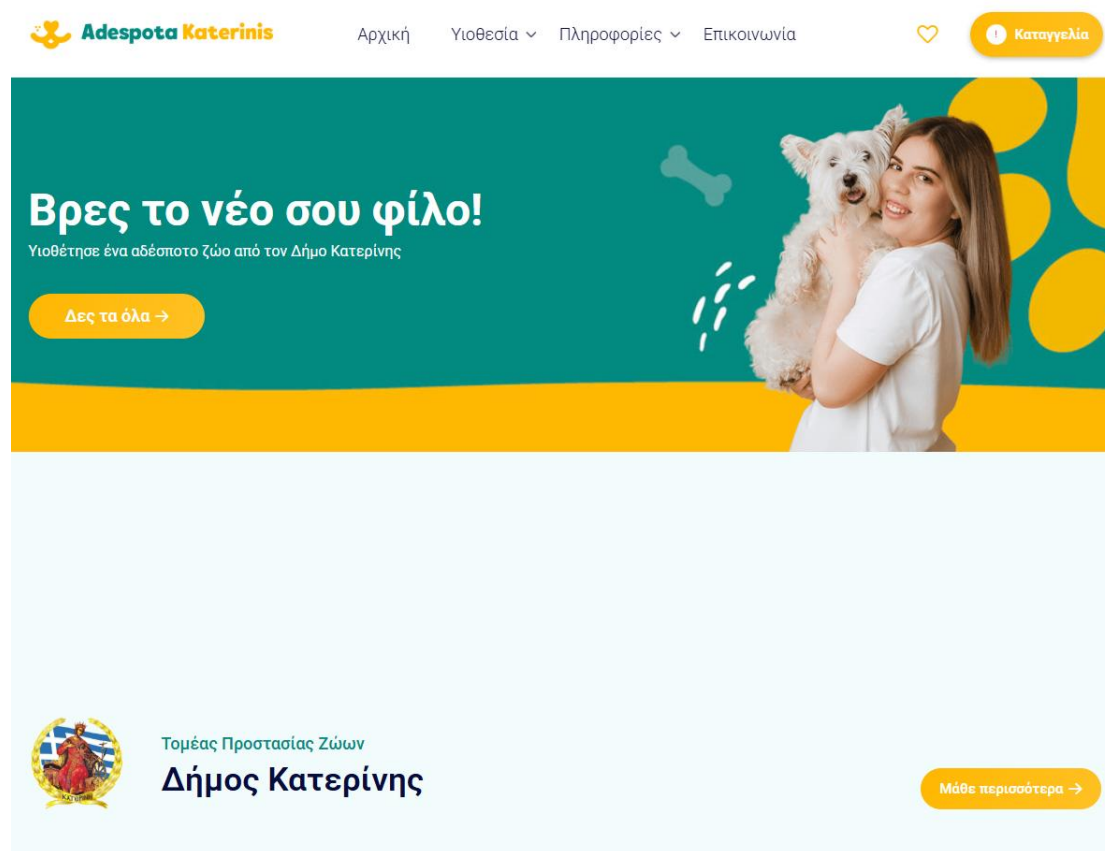 Adespota Katerinis
Αρχική Υιοθεσία Πληροφορίες Επικοινωνία
! Καταγγελία
Βρες το νέο σου φίλο!
Υιοθέτησε ένα αδέσποτο ζώο από τον Δήμο Κατερίνης
Δες τα όλα →
Τομέας Προστασίας Ζώων
Δήμος Κατερίνης
Μάθε περισσότερα →